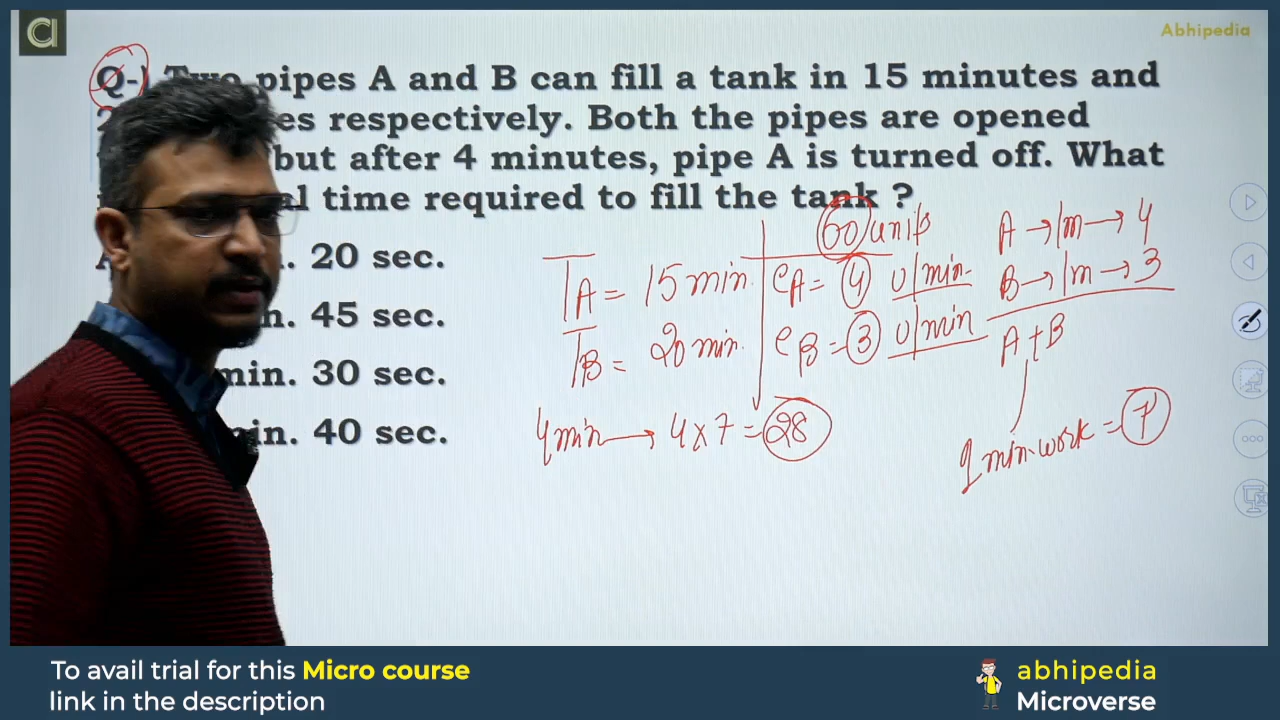 Abhipedia
Q-) Two pipes A and B can fill a tank in 15 minutes and
es respectively. Both the pipes are opened
but after 4 minutes, pipe A is turned off. What
time required to fill the tank ?
20 sec.
45 sec.
min. 30 sec.
40 sec.
60 units
TA = 15 min.
eA = 4 u/min.
TB = 20 min.
eB = 3 u/min
A → 1m → 4
B → 1m → 3
A + B
1 min. work = 7
4 min → 4 x 7 = 28
To avail trial for this Micro course
link in the description
abhipedia
Microverse